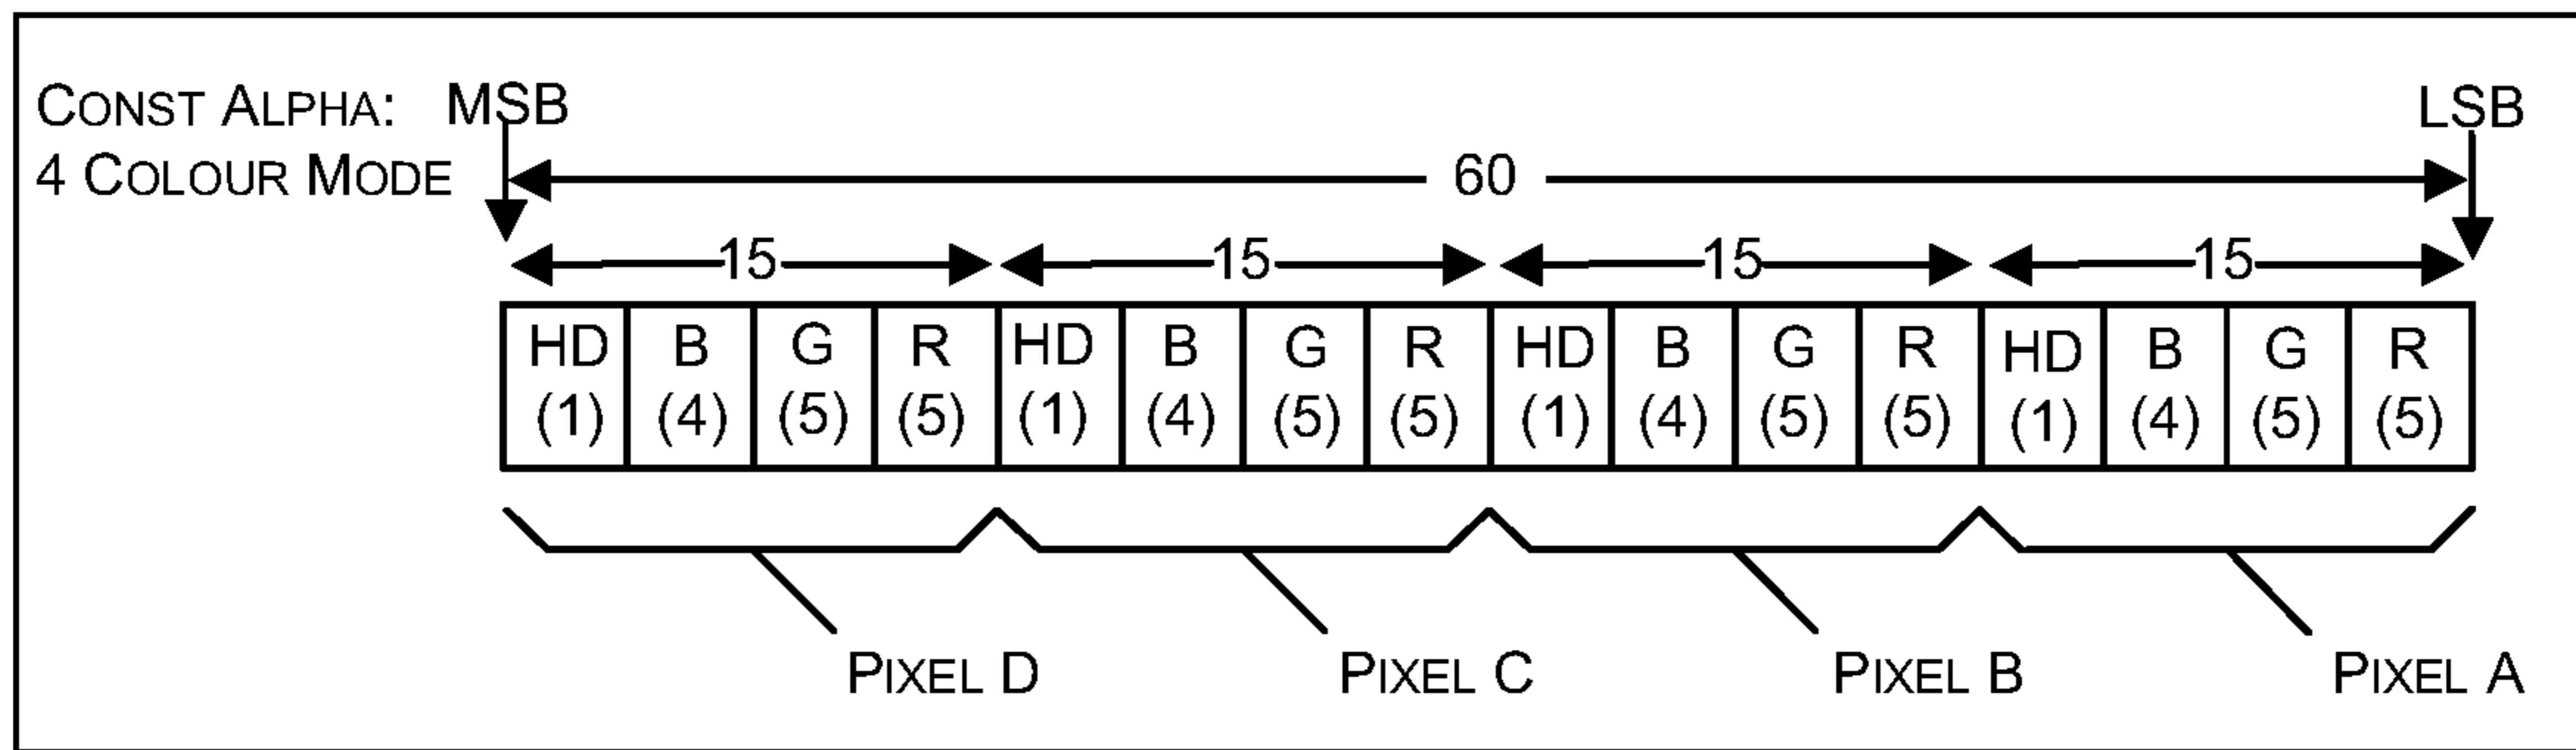 CONST ALPHA: MSB LSB
4 COLOUR MODE 60
15 15 15 15
HD B G R HD B G R HD B G R HD B G R
(1) (4) (5) (5) (1) (4) (5) (5) (1) (4) (5) (5) (1) (4) (5) (5)
PIXEL D PIXEL C PIXEL B PIXEL A